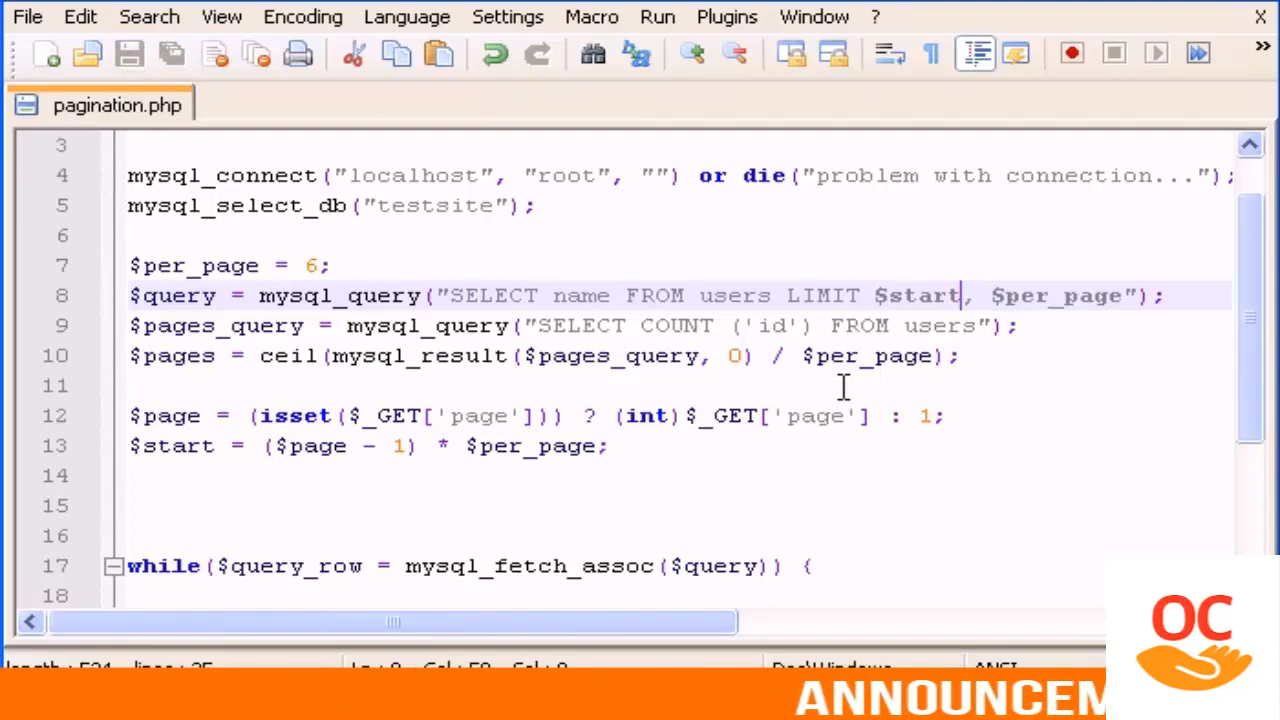 File Edit Search View Encoding Language Settings Macro Run Plugins Window ? X
»
pagination.php
3
4 mysql_connect("localhost", "root", "") or die("problem with connection...");
5 mysql_select_db("testsite");
6
7 $per_page = 6;
8 $query = mysql_query("SELECT name FROM users LIMIT $start, $per_page");
9 $pages_query = mysql_query("SELECT COUNT ('id') FROM users");
10 $pages = ceil(mysql_result($pages_query, 0) / $per_page);
11
12 $page = (isset($_GET['page'])) ? (int)$_GET['page'] : 1;
13 $start = ($page - 1) * $per_page;
14
15
16
17 while($query_row = mysql_fetch_assoc($query)) {
18
OC
ANNOUNCEM